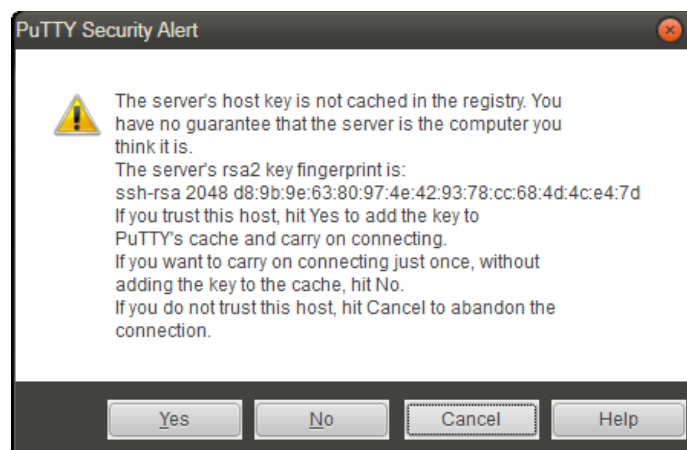 PuTTY Security Alert
The server's host key is not cached in the registry. You
have no guarantee that the server is the computer you
think it is.
The server's rsa2 key fingerprint is:
ssh-rsa 2048 d8:9b:9e:63:80:97:4e:42:93:78:cc:68:4d:4c:e4:7d
If you trust this host, hit Yes to add the key to
PuTTY's cache and carry on connecting.
If you want to carry on connecting just once, without
adding the key to the cache, hit No.
If you do not trust this host, hit Cancel to abandon the
connection.
Yes No Cancel Help